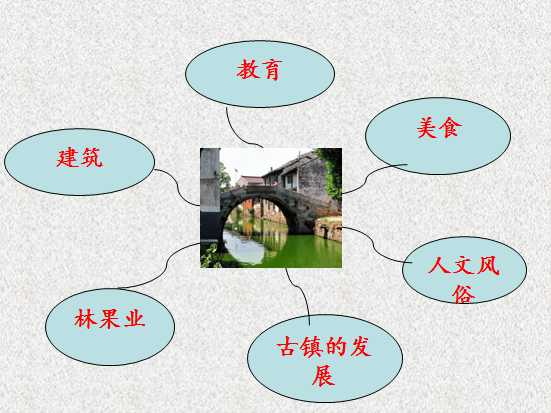 教育
美食
建筑
人文风
俗
林果业
古镇的发
展